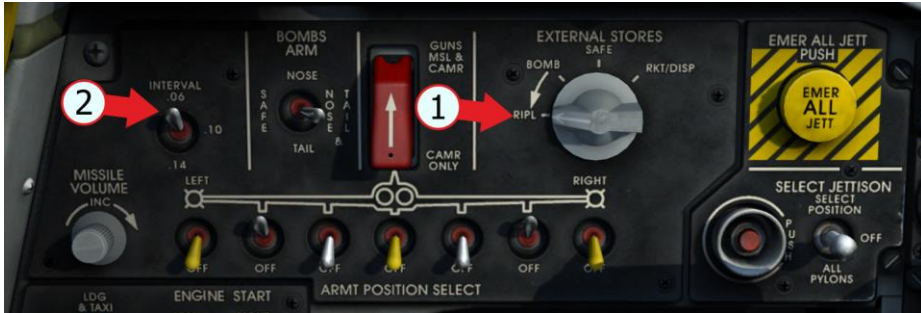 BOMBS
ARM
NOSE
SAFE
NOSE &
TAIL
TAIL
GUNS
MSL &
CAMR
CAMR
ONLY
EXTERNAL STORES
SAFE
BOMB
RKT/DISP
RIPL
1
EMER ALL JETT
PUSH
EMER
ALL
JETT
INTERVAL
.06
.10
.14
2
MISSILE
VOLUME
INC
LEFT
RIGHT
OFF
OFF
OFF
OFF
OFF
OFF
OFF
ARMT POSITION SELECT
SELECT JETTISON
SELECT
POSITION
OFF
ALL
PYLONS
PUSH
LDG
& TAXI
ENGINE START